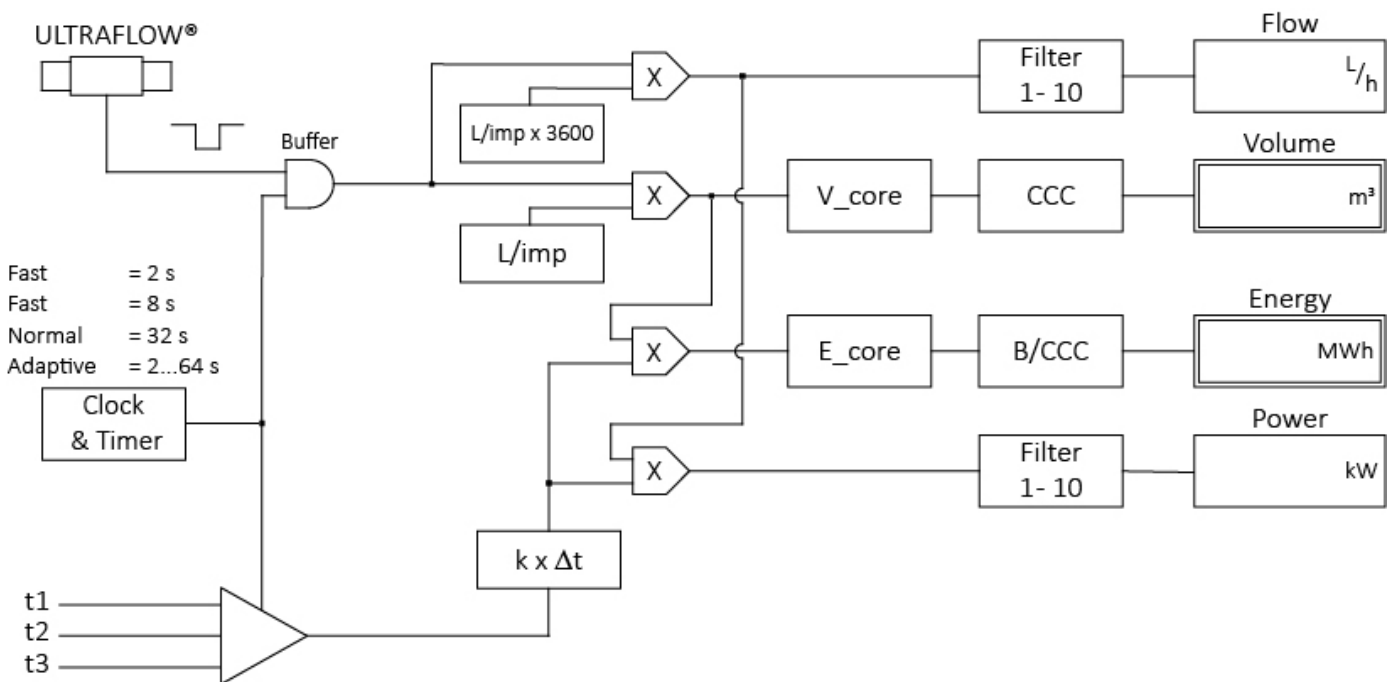 ULTRAFLOW®
Buffer
Fast = 2 s
Fast = 8 s
Normal = 32 s
Adaptive = 2...64 s
Clock
& Timer
t1
t2
t3
X
L/imp x 3600
X
L/imp
X
X
k x Δt
V_core
CCC
E_core
B/CCC
Filter
1- 10
Filter
1- 10
Flow
L/h
Volume
m³
Energy
MWh
Power
kW